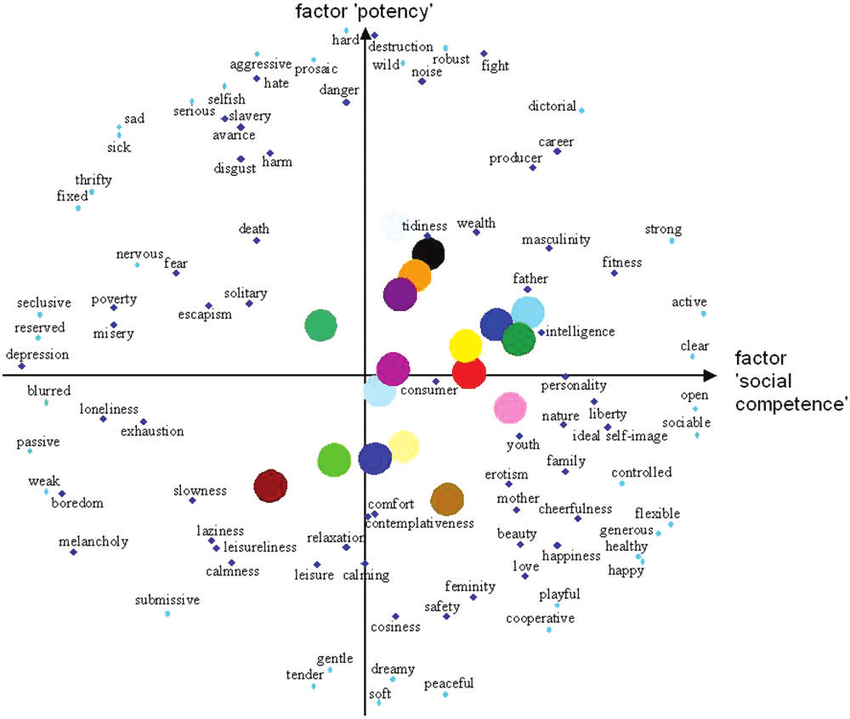 factor 'potency'
hard
destruction
robust
aggressive
prosaic
wild
noise
fight
hate
selfish
danger
serious
slavery
dictorial
sad
avarice
sick
career
disgust
harm
producer
thrifty
fixed
death
tidiness
wealth
strong
masculinity
nervous
fear
fitness
father
seclusive
poverty
solitary
escapism
active
reserved
misery
intelligence
depression
clear
factor
'social
competence'
blurred
consumer
personality
open
loneliness
nature
liberty
exhaustion
sociable
ideal self-image
passive
youth
family
weak
erotism
controlled
boredom
slowness
comfort
mother
cheerfulness
contemplativeness
flexible
laziness
relaxation
beauty
generous
melancholy
leisureliness
healthy
happiness
calmness
leisure
calming
love
happy
feminity
submissive
safety
playful
cosiness
cooperative
gentle
tender
dreamy
soft
peaceful